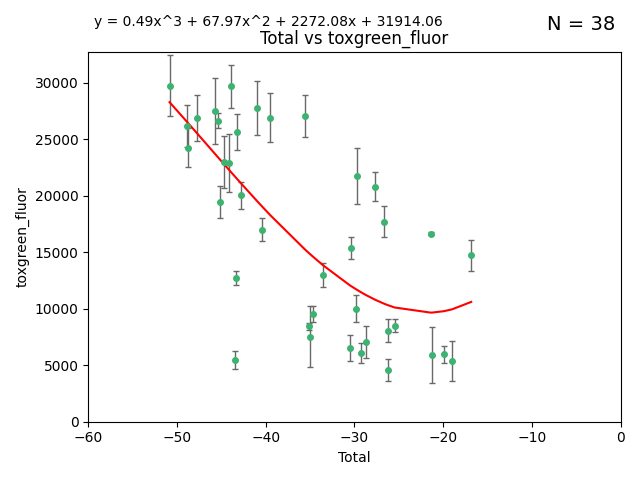 y = 0.49x^3 + 67.97x^2 + 2272.08x + 31914.06
N = 38
Total vs toxgreen_fluor
30000
25000
20000
15000
10000
5000
0
toxgreen_fluor
−60
−50
−40
−30
−20
−10
0
Total